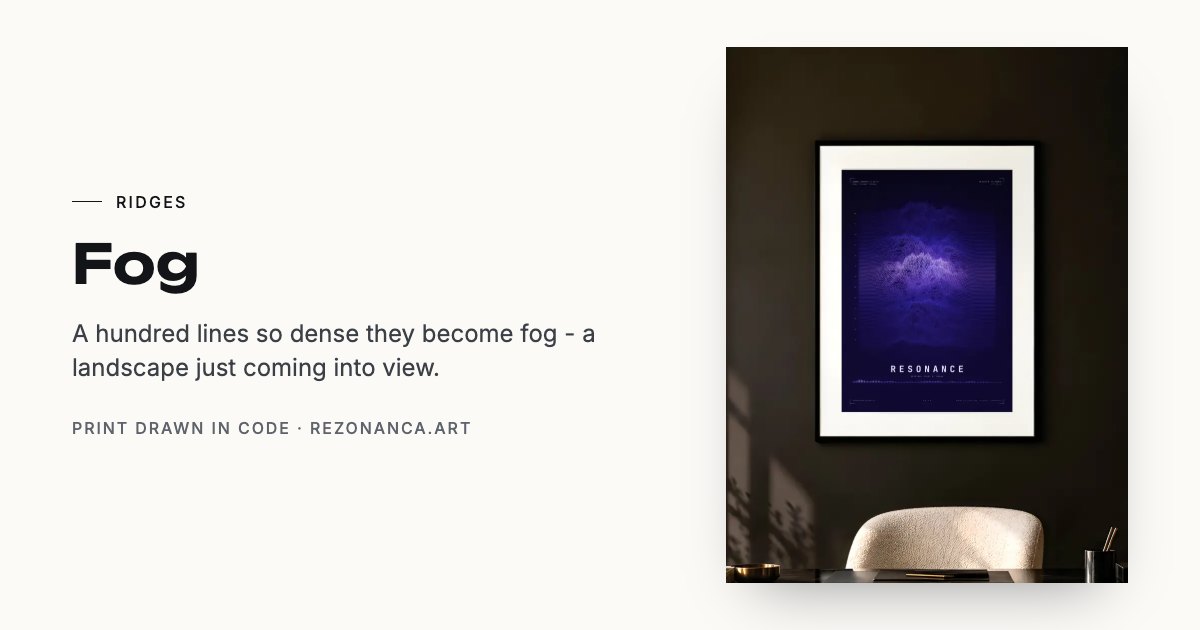 RIDGES
Fog
A hundred lines so dense they become fog - a
landscape just coming into view.
PRINT DRAWN IN CODE · REZONANCA.ART
RESONANCE